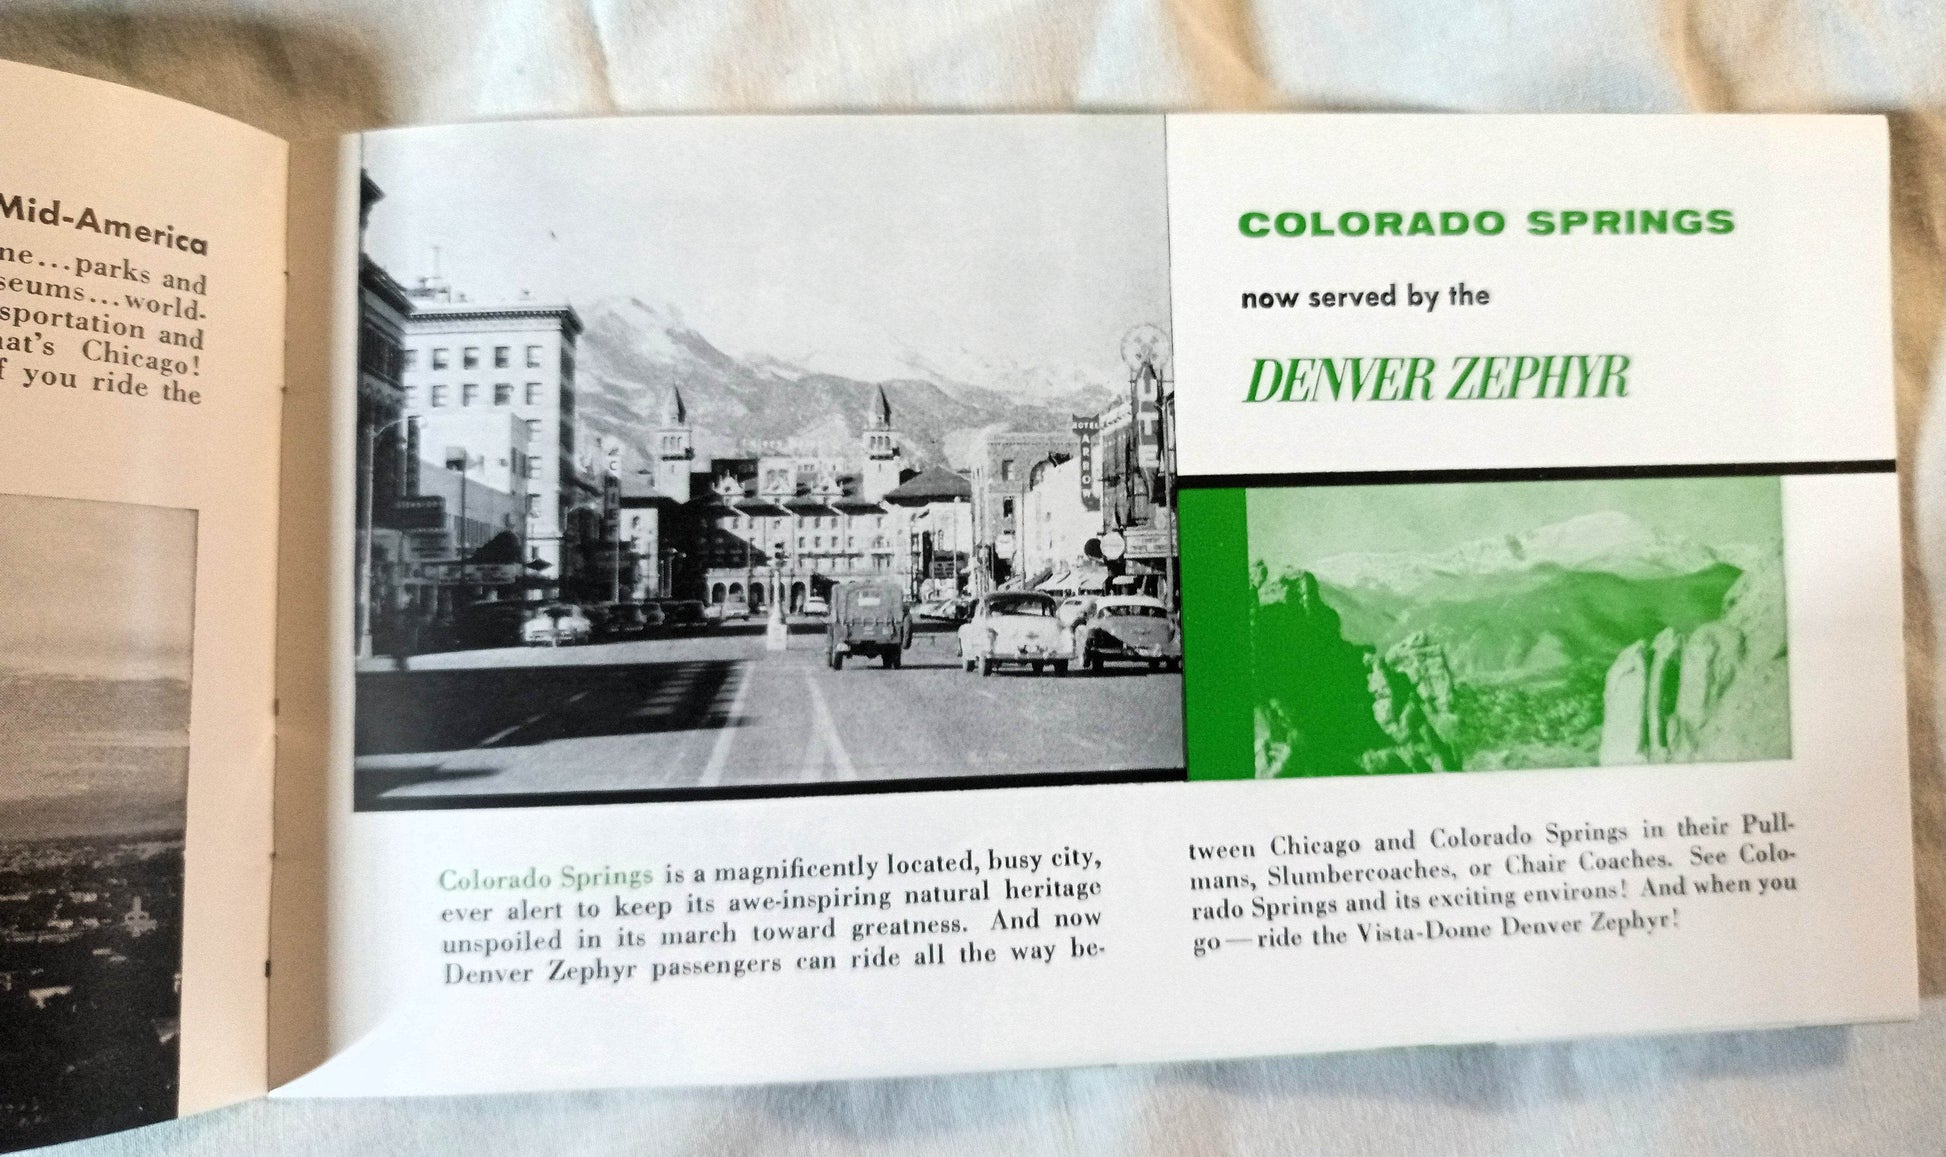 Mid-America
...parks and
...world-
and
Chicago!
you ride the
COLORADO SPRINGS
now served by the
DENVER ZEPHYR
HOTEL
ARROW
Colorado Springs is a magnificently located, busy city,
ever alert to keep its awe-inspiring natural heritage
unspoiled in its march toward greatness. And now
Denver Zephyr passengers can ride all the way be-
tween Chicago and Colorado Springs in their Pull-
mans, Slumbercoaches, or Chair Coaches. See Colo-
rado Springs and its exciting environs! And when you
go—ride the Vista-Dome Denver Zephyr!